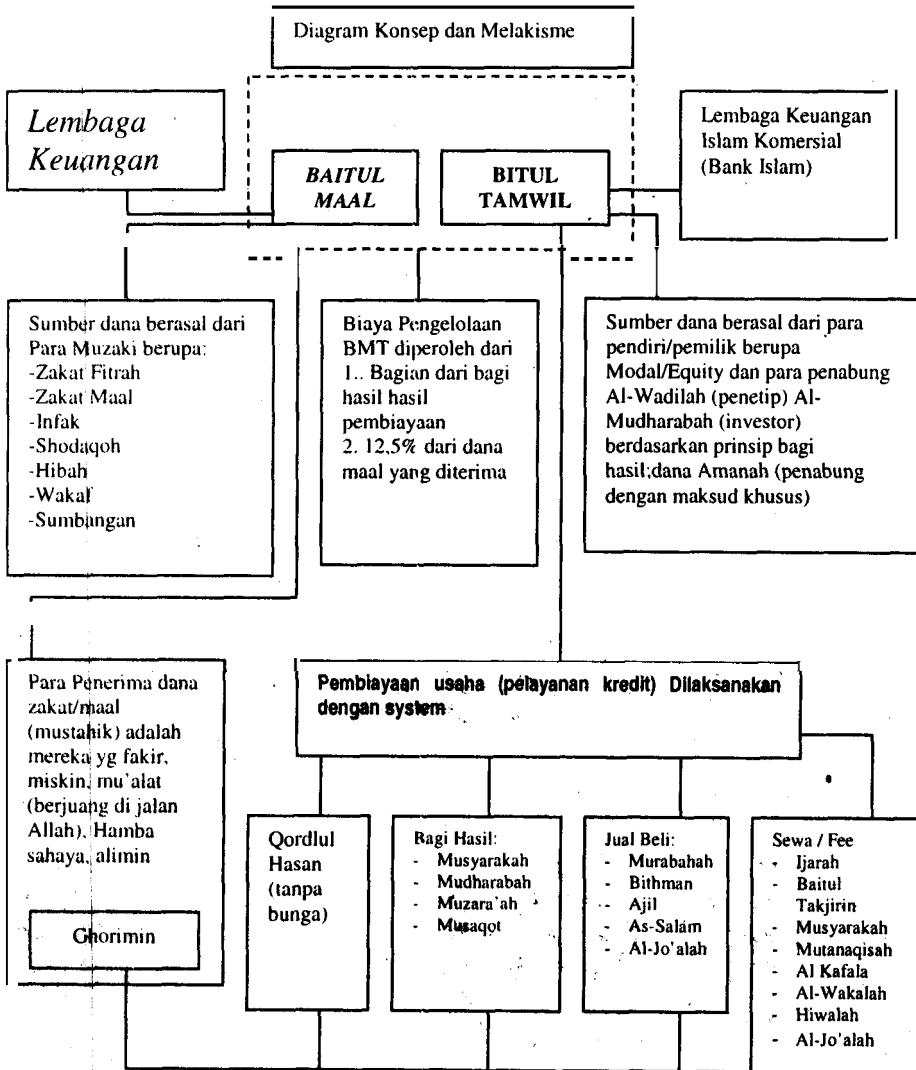 Diagram Konsep dan Melakisme
Lembaga
Keuangan
BAITUL
MAAL
BITUL
TAMWIL
Lembaga Keuangan
Islam Komersial
(Bank Islam)
Sumber dana berasal dari
Para Muzaki berupa:
-Zakat Fitrah
-Zakat Maal
-Infak
-Shodaqoh
-Hibah
-Wakaf
-Sumbangan
Biaya Pengelolaan
BMT diperoleh dari
1.. Bagian dari bagi
hasil hasil
pembiayaan
2. 12,5% dari dana
maal yang diterima
Sumber dana berasal dari para
pendiri/pemilik berupa
Modal/Equity dan para penabung
Al-Wadilah (penetip) Al-
Mudharabah (investor)
berdasarkan prinsip bagi
hasil;dana Amanah (penabung
dengan maksud khusus)
Para Penerima dana
zakat/maal
(mustahik) adalah
mereka yg fakir,
miskin, mu'alat
(berjuang di jalan
Allah), Hamba
sahaya, alimin
Ghorimin
Pembiayaan usaha (pelayanan kredit) Dilaksanakan
dengan system
Qordlul
Hasan
(tanpa
bunga)
Bagi Hasil:
- Musyarakah
- Mudharabah
- Muzara'ah
- Musaqot
Jual Beli:
- Murabahah
- Bithman
- Ajil
- As-Salam
- Al-Jo'alah
Sewa / Fee
- Ijarah
- Baitul
Takjirin
- Musyarakah
- Mutanaqisah
- Al Kafala
- Al-Wakalah
- Hiwalah
- Al-Jo'alah